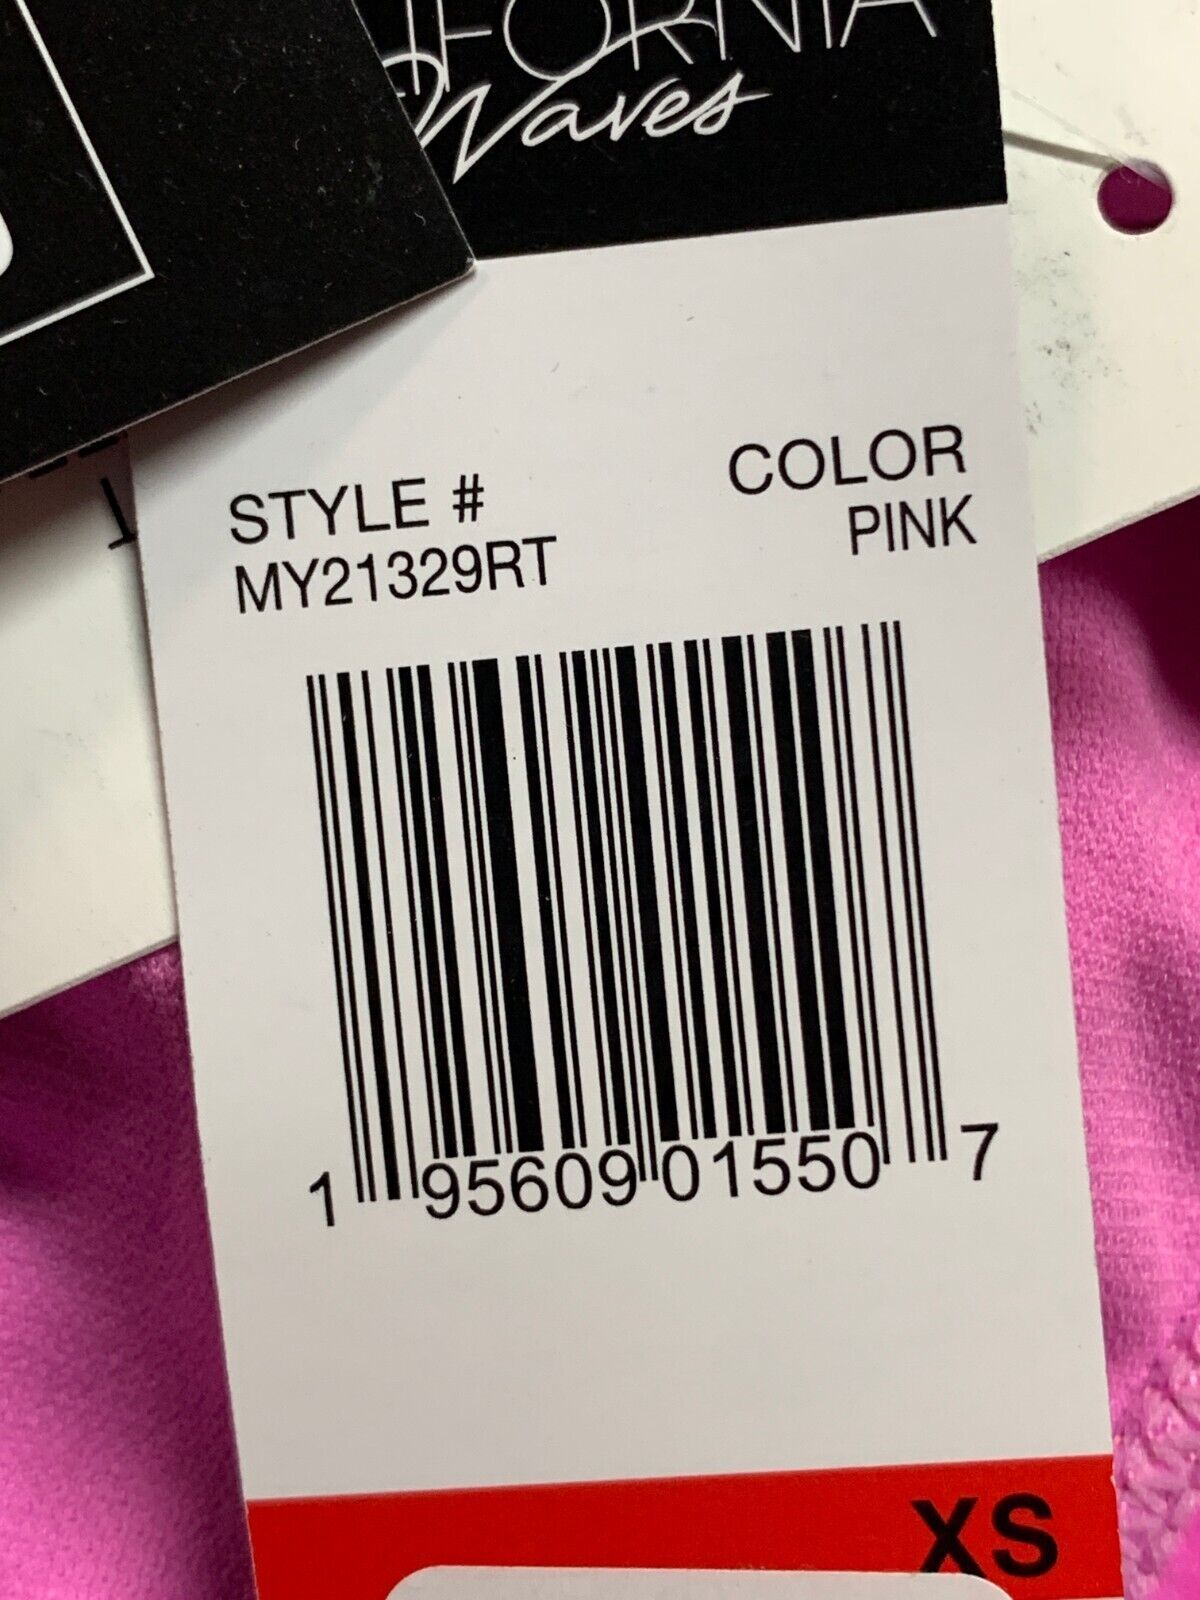 Waves
STYLE # COLOR
MY21329RT PINK
1 95609 01550 7
XS